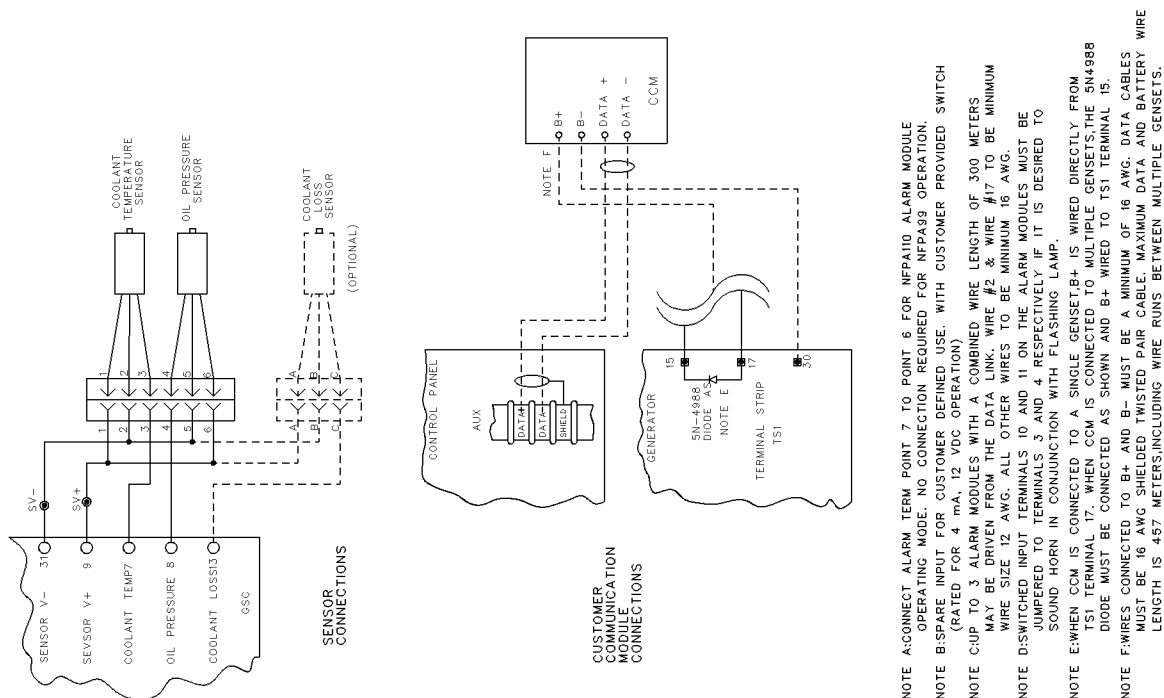 SENSOR V- 31
SEVSOR V+ 9
COOLANT TEMP7
OIL PRESSURE 8
COOLANT LOSS13
GSC
SV-
SV+
1
2
3
4
5
6
1
2
3
4
5
6
A
B
C
A
B
C
COOLANT
TEMPERATURE
SENSOR
OIL PRESSURE
SENSOR
COOLANT
LOSS
SENSOR
(OPTIONAL)
SENSOR
CONNECTIONS
CONTROL PANEL
AUX
DATA+
DATA-
SHIELD
GENERATOR
15
17
30
5N-4988
DIODE AS
NOTE E
TERMINAL STRIP
TS1
NOTE F
B+
B-
DATA +
DATA -
CCM
CUSTOMER
COMMUNICATION
MODULE
CONNECTIONS
NOTE A:CONNECT ALARM TERM POINT 7 TO POINT 6 FOR NFPA110 ALARM MODULE
OPERATING MODE. NO CONNECTION REQUIRED FOR NFPA99 OPERATION.
NOTE B:SPARE INPUT FOR CUSTOMER DEFINED USE. WITH CUSTOMER PROVIDED SWITCH
(RATED FOR 4 mA, 12 VDC OPERATION)
NOTE C:UP TO 3 ALARM MODULES WITH A COMBINED WIRE LENGTH OF 300 METERS
MAY BE DRIVEN FROM THE DATA LINK. WIRE #2 & WIRE #17 TO BE MINIMUM
WIRE SIZE 12 AWG. ALL OTHER WIRES TO BE MINIMUM 16 AWG.
NOTE D:SWITCHED INPUT TERMINALS 10 AND 11 ON THE ALARM MODULES MUST BE
JUMPERED TO TERMINALS 3 AND 4 RESPECTIVELY IF IT IS DESIRED TO
SOUND HORN IN CONJUNCTION WITH FLASHING LAMP.
NOTE E:WHEN CCM IS CONNECTED TO A SINGLE GENSET,B+ IS WIRED DIRECTLY FROM
TS1 TERMINAL 17. WHEN CCM IS CONNECTED TO MULTIPLE GENSETS,THE 5N4988
DIODE MUST BE CONNECTED AS SHOWN AND B+ WIRED TO TS1 TERMINAL 15.
NOTE F:WIRES CONNECTED TO B+ AND B- MUST BE A MINIMUM OF 16 AWG. DATA CABLES
MUST BE 16 AWG SHIELDED TWISTED PAIR CABLE. MAXIMUM DATA AND BATTERY WIRE
LENGTH IS 457 METERS,INCLUDING WIRE RUNS BETWEEN MULTIPLE GENSETS.